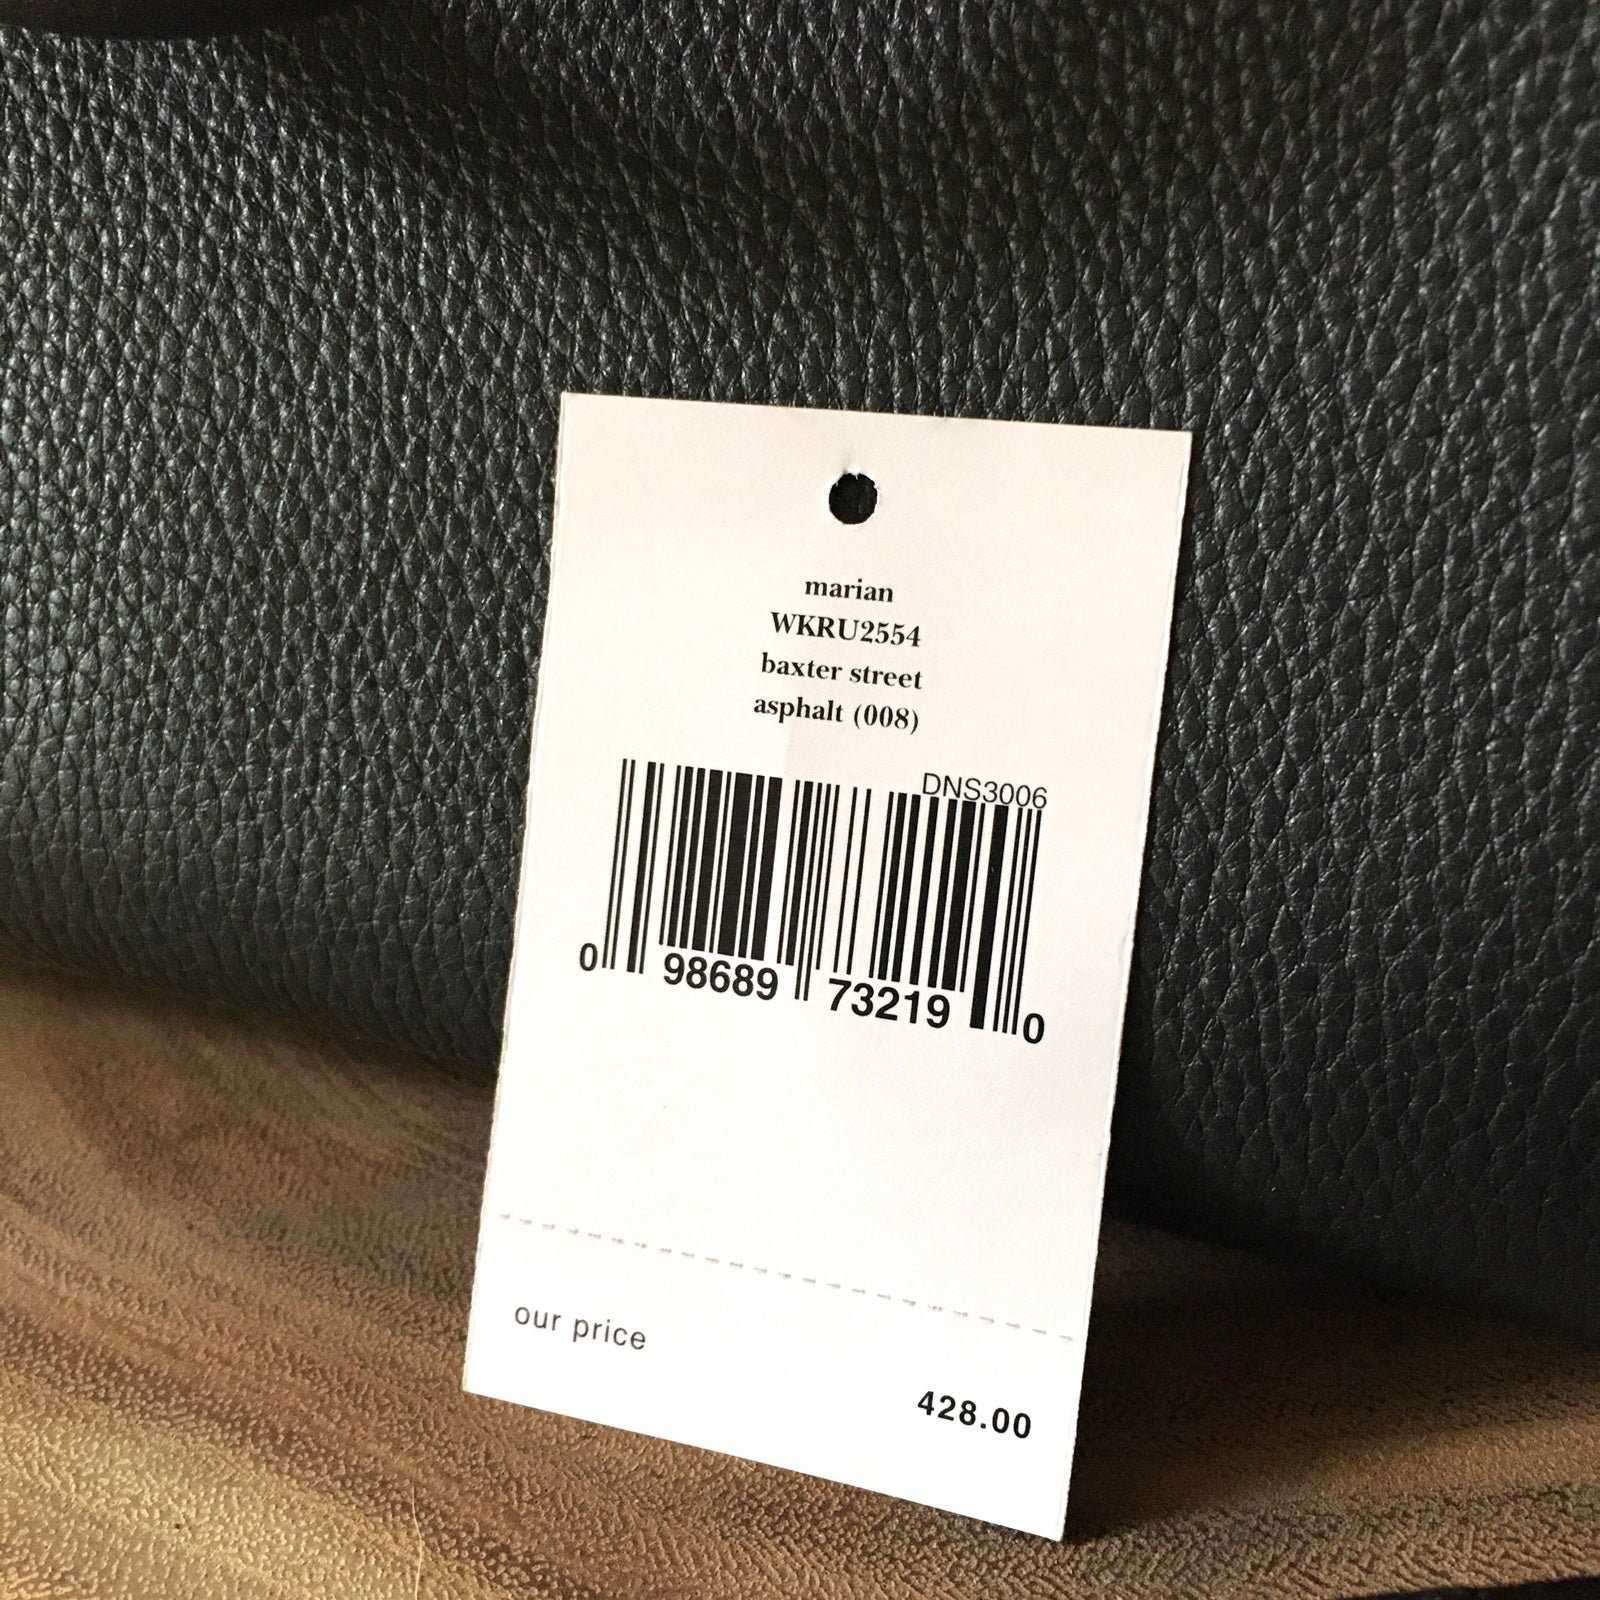 marian
WKRU2554
baxter street
asphalt (008)
DNS3006
0 98689 73219 0
our price
428.00